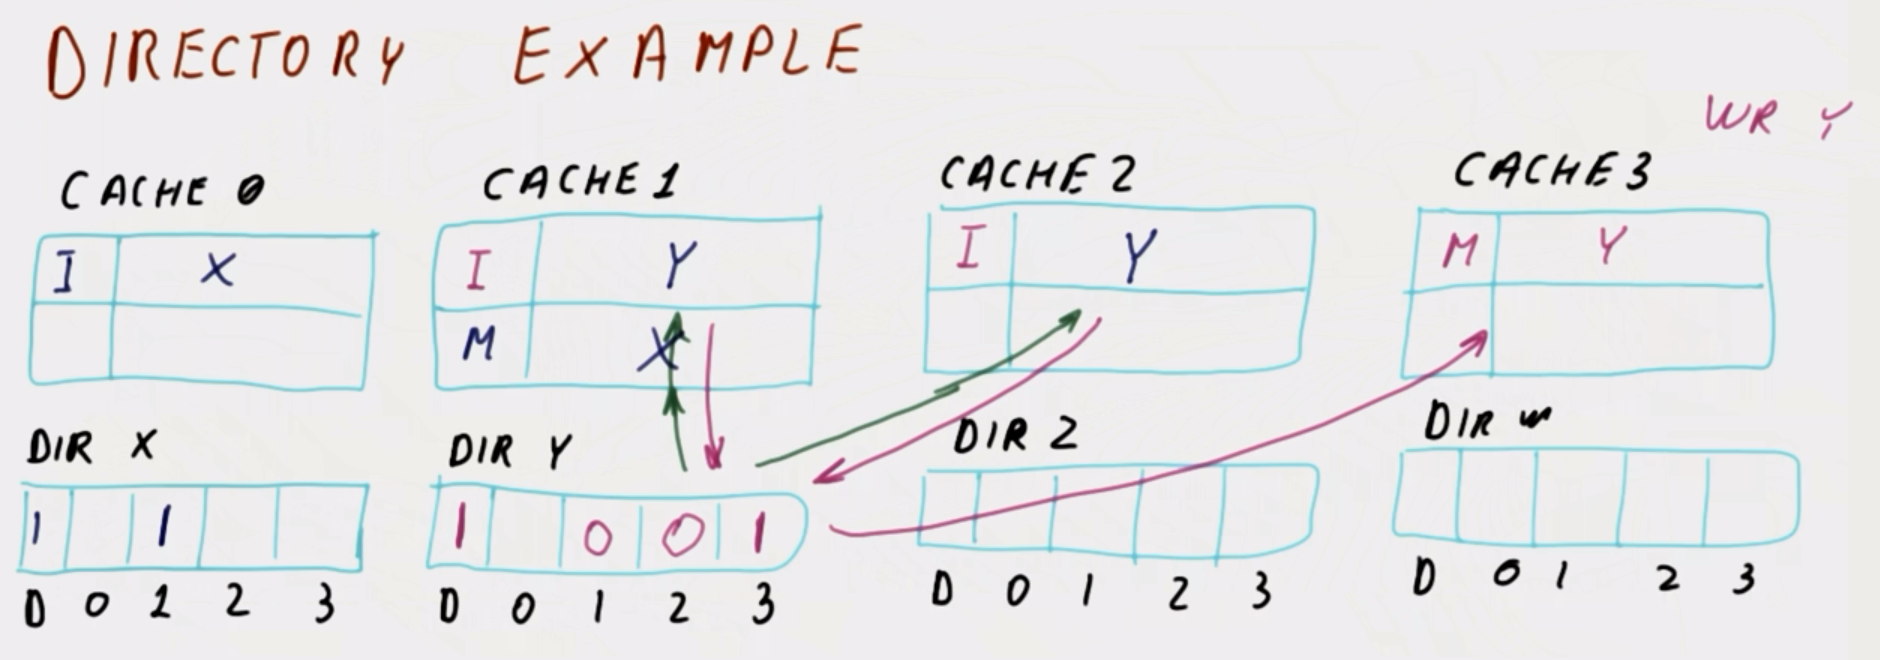 DIRECTORY EXAMPLE
WR Y
CACHE 0 CACHE 1 CACHE 2 CACHE 3
I X I Y I Y M Y
M X
DIR X DIR Y DIR Z DIR W
1 1 1 0 0 1
D 0 1 2 3 D 0 1 2 3 D 0 1 2 3 D 0 1 2 3